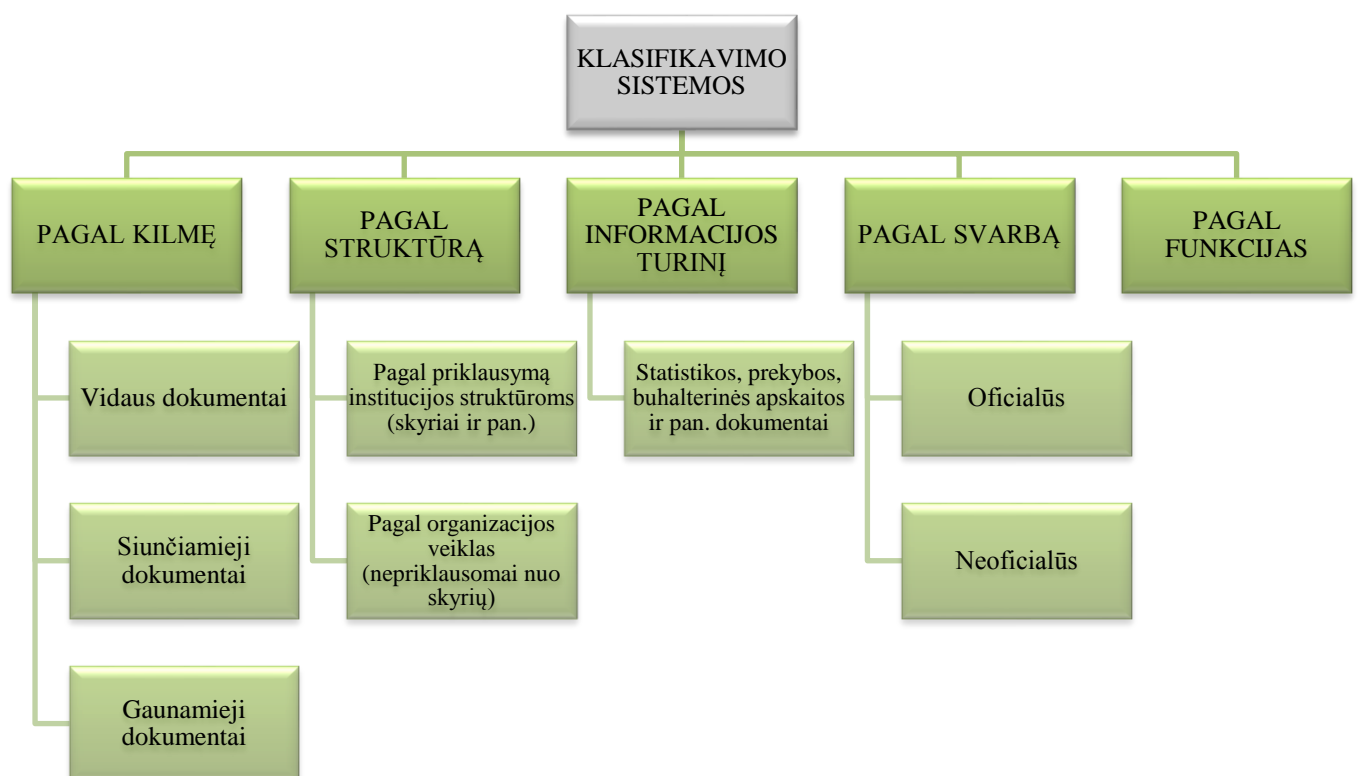 KLASIFIKAVIMO
SISTEMOS
PAGAL KILMĘ
PAGAL
STRUKTŪRĄ
PAGAL
INFORMACIJOS
TURINĮ
PAGAL SVARBĄ
PAGAL
FUNKCIJAS
Vidaus dokumentai
Siunčiamieji
dokumentai
Gaunamieji
dokumentai
Pagal priklausymą
institucijos struktūroms
(skyriai ir pan.)
Pagal organizacijos
veiklas
(nepriklausomai nuo
skyrių)
Statistikos, prekybos,
buhalterinės apskaitos
ir pan. dokumentai
Oficialūs
Neoficialūs